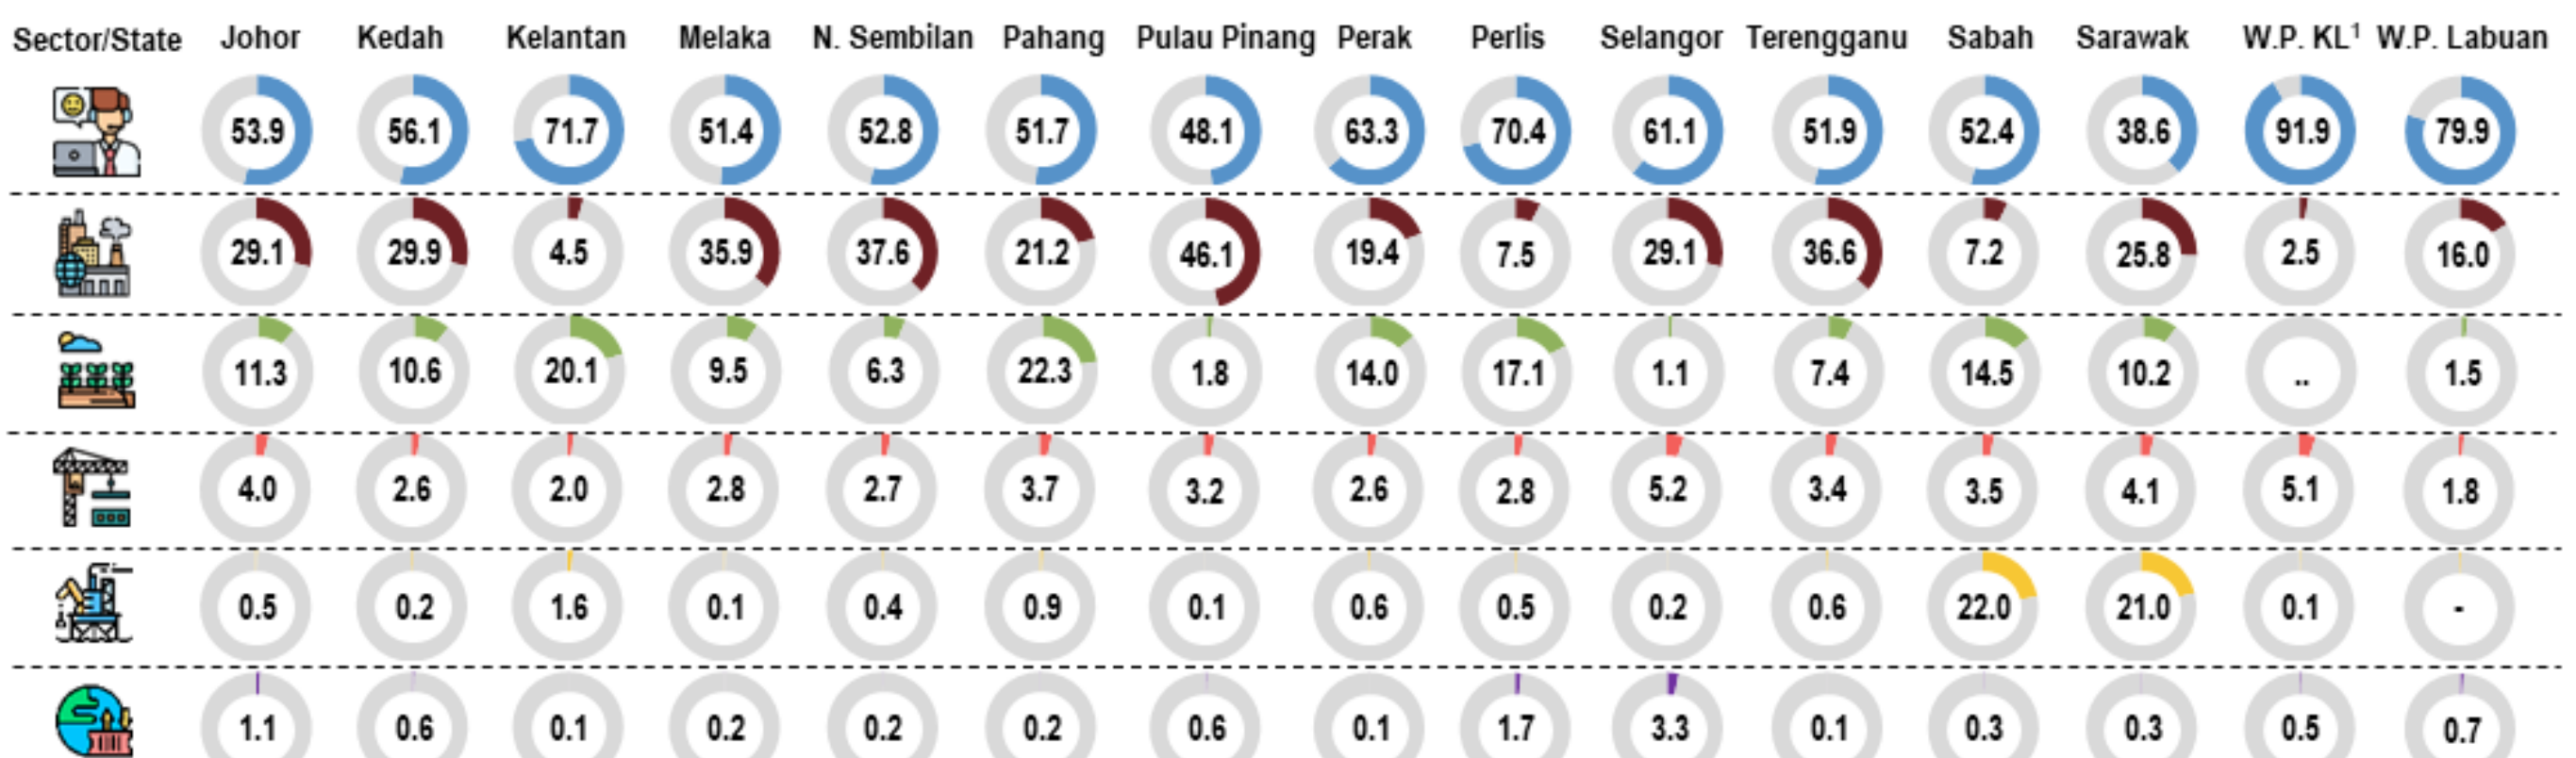 Sector/State Johor Kedah Kelantan Melaka N. Sembilan Pahang Pulau Pinang Perak Perlis Selangor Terengganu Sabah Sarawak W.P. KL¹ W.P. Labuan
53.9 56.1 71.7 51.4 52.8 51.7 48.1 63.3 70.4 61.1 51.9 52.4 38.6 91.9 79.9
29.1 29.9 4.5 35.9 37.6 21.2 46.1 19.4 7.5 29.1 36.6 7.2 25.8 2.5 16.0
11.3 10.6 20.1 9.5 6.3 22.3 1.8 14.0 17.1 1.1 7.4 14.5 10.2 .. 1.5
4.0 2.6 2.0 2.8 2.7 3.7 3.2 2.6 2.8 5.2 3.4 3.5 4.1 5.1 1.8
0.5 0.2 1.6 0.1 0.4 0.9 0.1 0.6 0.5 0.2 0.6 22.0 21.0 0.1 -
1.1 0.6 0.1 0.2 0.2 0.2 0.6 0.1 1.7 3.3 0.1 0.3 0.3 0.5 0.7